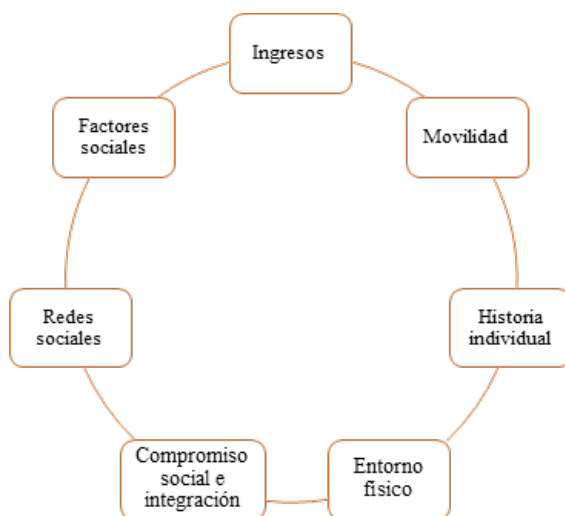 Ingresos
Movilidad
Historia
individual
Entorno
físico
Compromiso
social e
integración
Redes
sociales
Factores
sociales